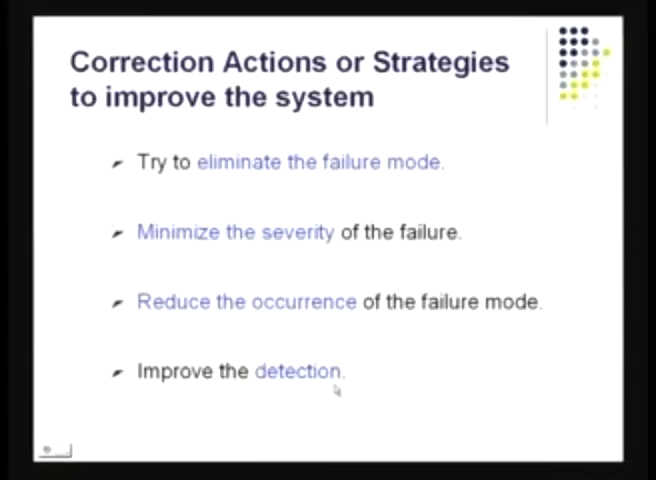 Correction Actions or Strategies
to improve the system
Try to eliminate the failure mode.
Minimize the severity of the failure.
Reduce the occurrence of the failure mode.
Improve the detection.